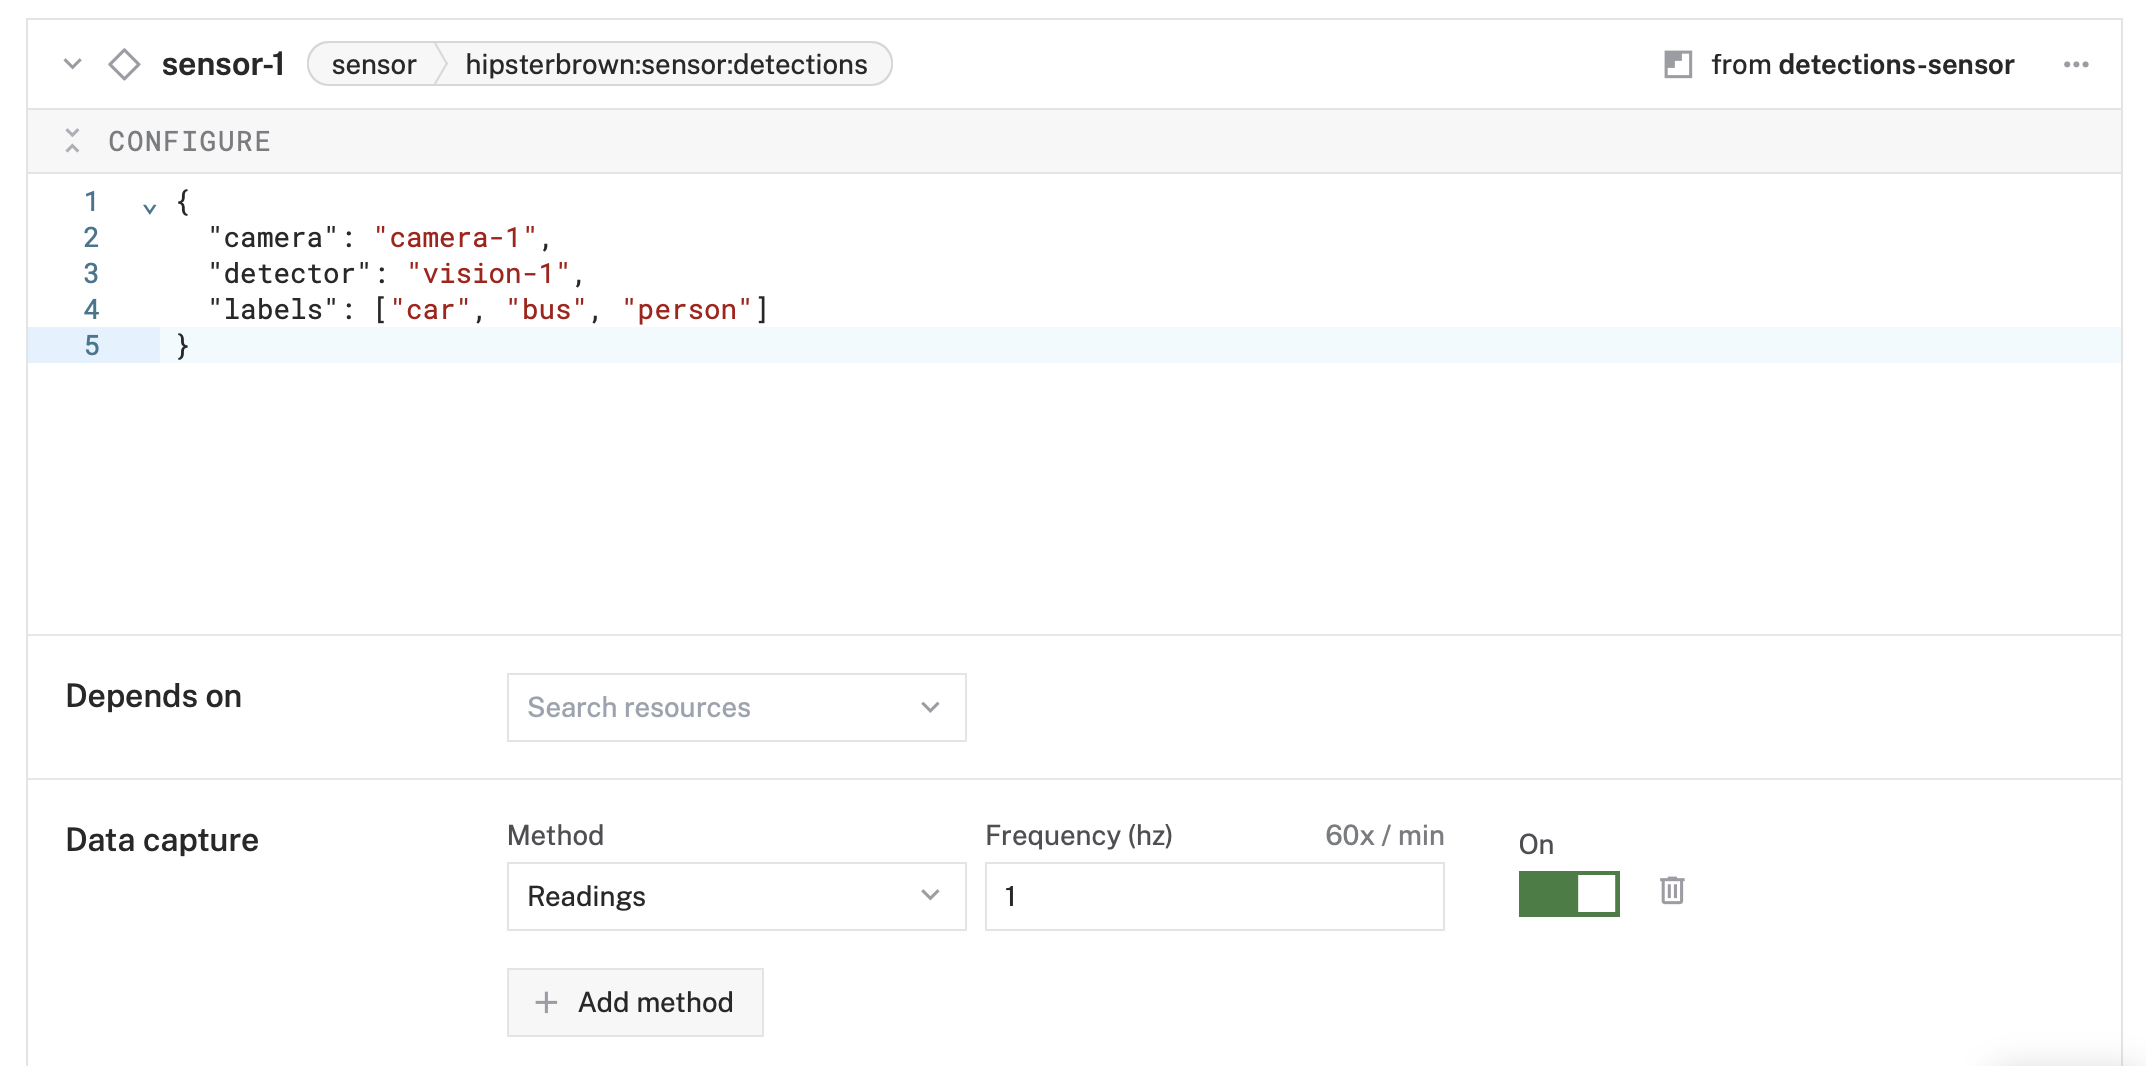 sensor-1 sensor hipsterbrown:sensor:detections from detections-sensor
CONFIGURE
1 {
2 "camera": "camera-1",
3 "detector": "vision-1",
4 "labels": ["car", "bus", "person"]
5 }
Depends on Search resources
Data capture Method Frequency (hz) 60x / min On
Readings 1
Add method